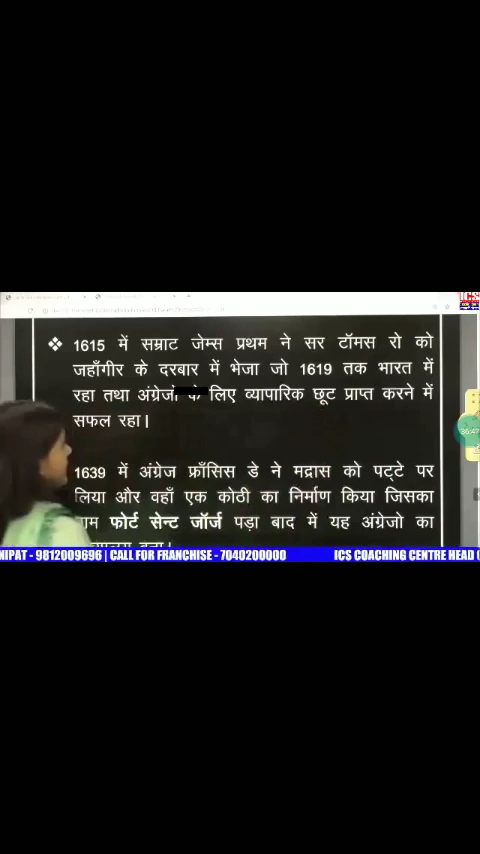 ICS
❖ 1615 में सम्राट जेम्स प्रथम ने सर टॉमस रो को
जहाँगीर के दरबार में भेजा जो 1619 तक भारत में
रहा तथा अंग्रेजों के लिए व्यापारिक छूट प्राप्त करने में
सफल रहा।
1639 में अंग्रेज फ्राँसिस डे ने मद्रास को पट्टे पर
लिया और वहाँ एक कोठी का निर्माण किया जिसका
फोर्ट सेन्ट जॉर्ज पड़ा बाद में यह अंग्रेजो का
NIPAT - 9812009696 | CALL FOR FRANCHISE - 7040200000 ICS COACHING CENTRE HEAD